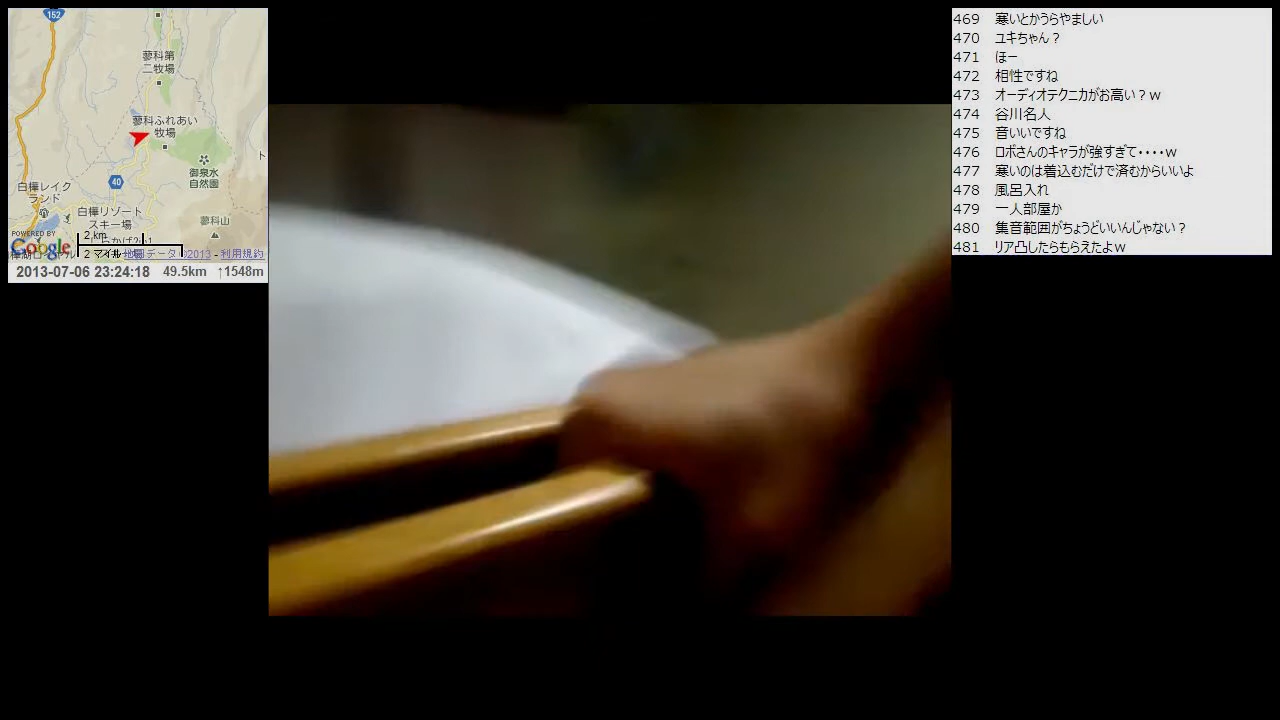 152
蓼科第
二牧場
蓼科ふれあい
牧場
御泉水
自然園
ト
40
白樺レイク
ランド
白樺リゾート
スキー場
蓼科山
POWERED BY
Google
2 km
2 マイル
地図データ ©2013 - 利用規約
2013-07-06 23:24:18 49.5km ↑1548m
469 寒いとかうらやましい
470 ユキちゃん？
471 ほー
472 相性ですね
473 オーディオテクニカがお高い？ｗ
474 谷川名人
475 音いいですね
476 ロボさんのキャラが強すぎて・・・・ｗ
477 寒いのは着込むだけで済むからいいよ
478 風呂入れ
479 一人部屋か
480 集音範囲がちょうどいいんじゃない？
481 リア凸したらもらえたよｗ